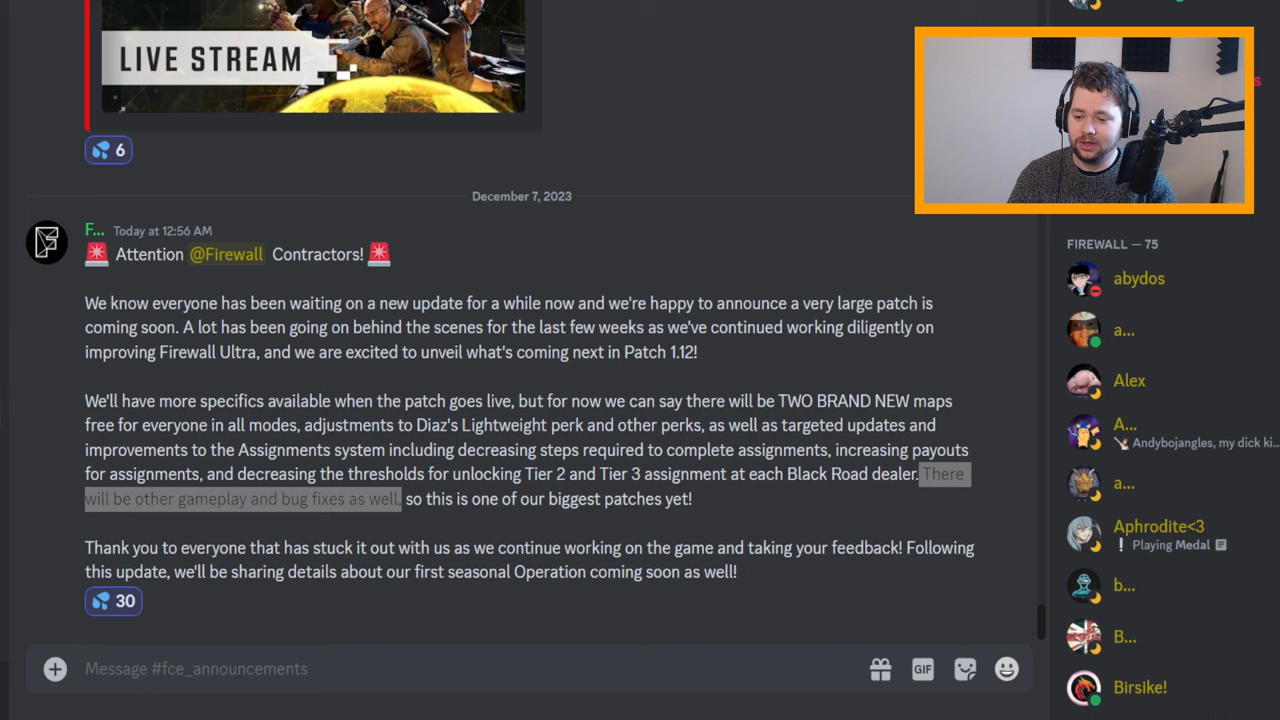 LIVE STREAM
6
December 7, 2023
F... Today at 12:56 AM
Attention @Firewall Contractors!
We know everyone has been waiting on a new update for a while now and we're happy to announce a very large patch is
coming soon. A lot has been going on behind the scenes for the last few weeks as we've continued working diligently on
improving Firewall Ultra, and we are excited to unveil what's coming next in Patch 1.12!
We'll have more specifics available when the patch goes live, but for now we can say there will be TWO BRAND NEW maps
free for everyone in all modes, adjustments to Diaz's Lightweight perk and other perks, as well as targeted updates and
improvements to the Assignments system including decreasing steps required to complete assignments, increasing payouts
for assignments, and decreasing the thresholds for unlocking Tier 2 and Tier 3 assignment at each Black Road dealer. There
will be other gameplay and bug fixes as well, so this is one of our biggest patches yet!
Thank you to everyone that has stuck it out with us as we continue working on the game and taking your feedback! Following
this update, we'll be sharing details about our first seasonal Operation coming soon as well!
30
Message #fce_announcements
GIF
FIREWALL — 75
abydos
a...
Alex
A...
Andybojangles, my dick ki...
a...
Aphrodite<3
Playing Medal
b...
B...
Birsike!